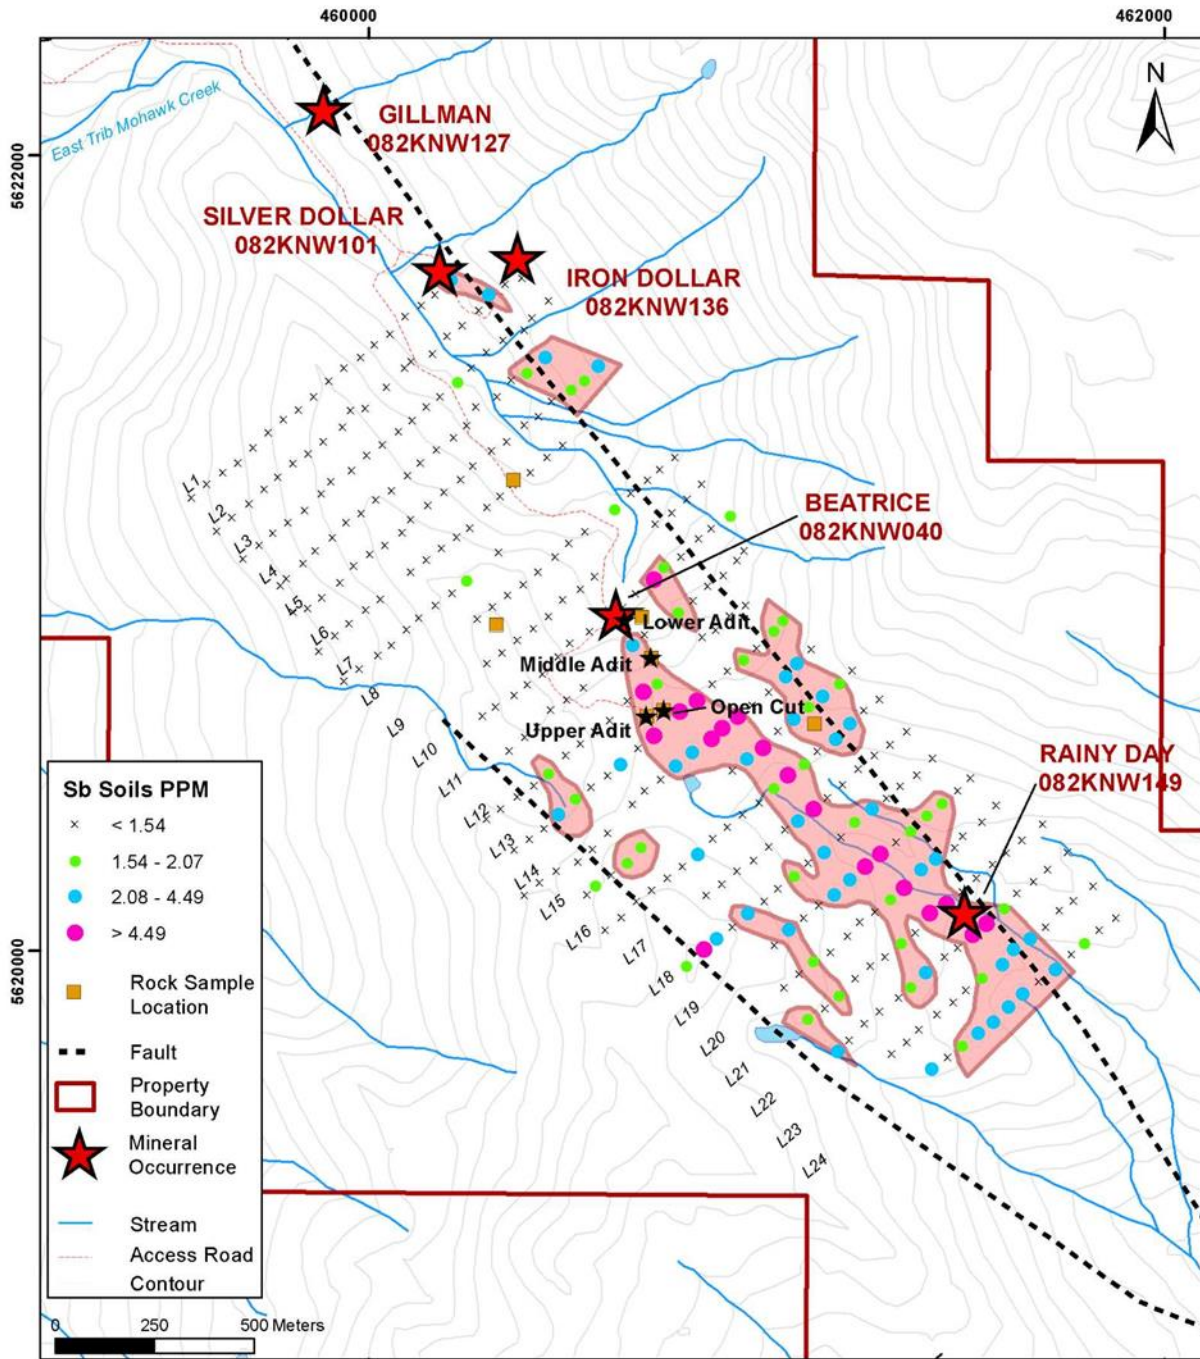 460000
462000
N
East Trib Mohawk Creek
GILLMAN
082KNW127
5622000
SILVER DOLLAR
082KNW101
IRON DOLLAR
082KNW136
L1
L2
L3
L4
L5
L6
L7
L8
L9
L10
L11
L12
L13
L14
L15
L16
L17
L18
L19
L20
L21
L22
L23
L24
BEATRICE
082KNW040
Lower Adit
Middle Adit
Open Cut
Upper Adit
RAINY DAY
082KNW149
5620000
Sb Soils PPM
< 1.54
1.54 - 2.07
2.08 - 4.49
> 4.49
Rock Sample
Location
Fault
Property
Boundary
Mineral
Occurrence
Stream
Access Road
Contour
0 250 500 Meters